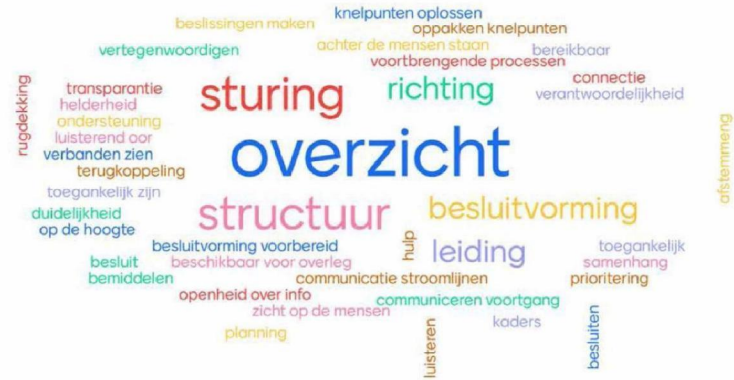 knelpunten oplossen
beslissingen maken
oppakken knelpunten
vertegenwoordigen
achter de mensen staan
bereikbaar
voortbrengende processen
rugdekking
transparantie
sturing
richting
connectie
verantwoordelijkheid
helderheid
ondersteuning
luisterend oor
verbanden zien
overzicht
afstemmeng
terugkoppeling
toegankelijk zijn
structuur
besluitvorming
duidelijkheid
op de hoogte
besluitvorming voorbereid
hulp
leiding
toegankelijk
besluit
beschikbaar voor overleg
samenhang
bemiddelen
communicatie stroomlijnen
prioritering
openheid over info
communiceren voortgang
zicht op de mensen
kaders
besluiten
planning
luisteren